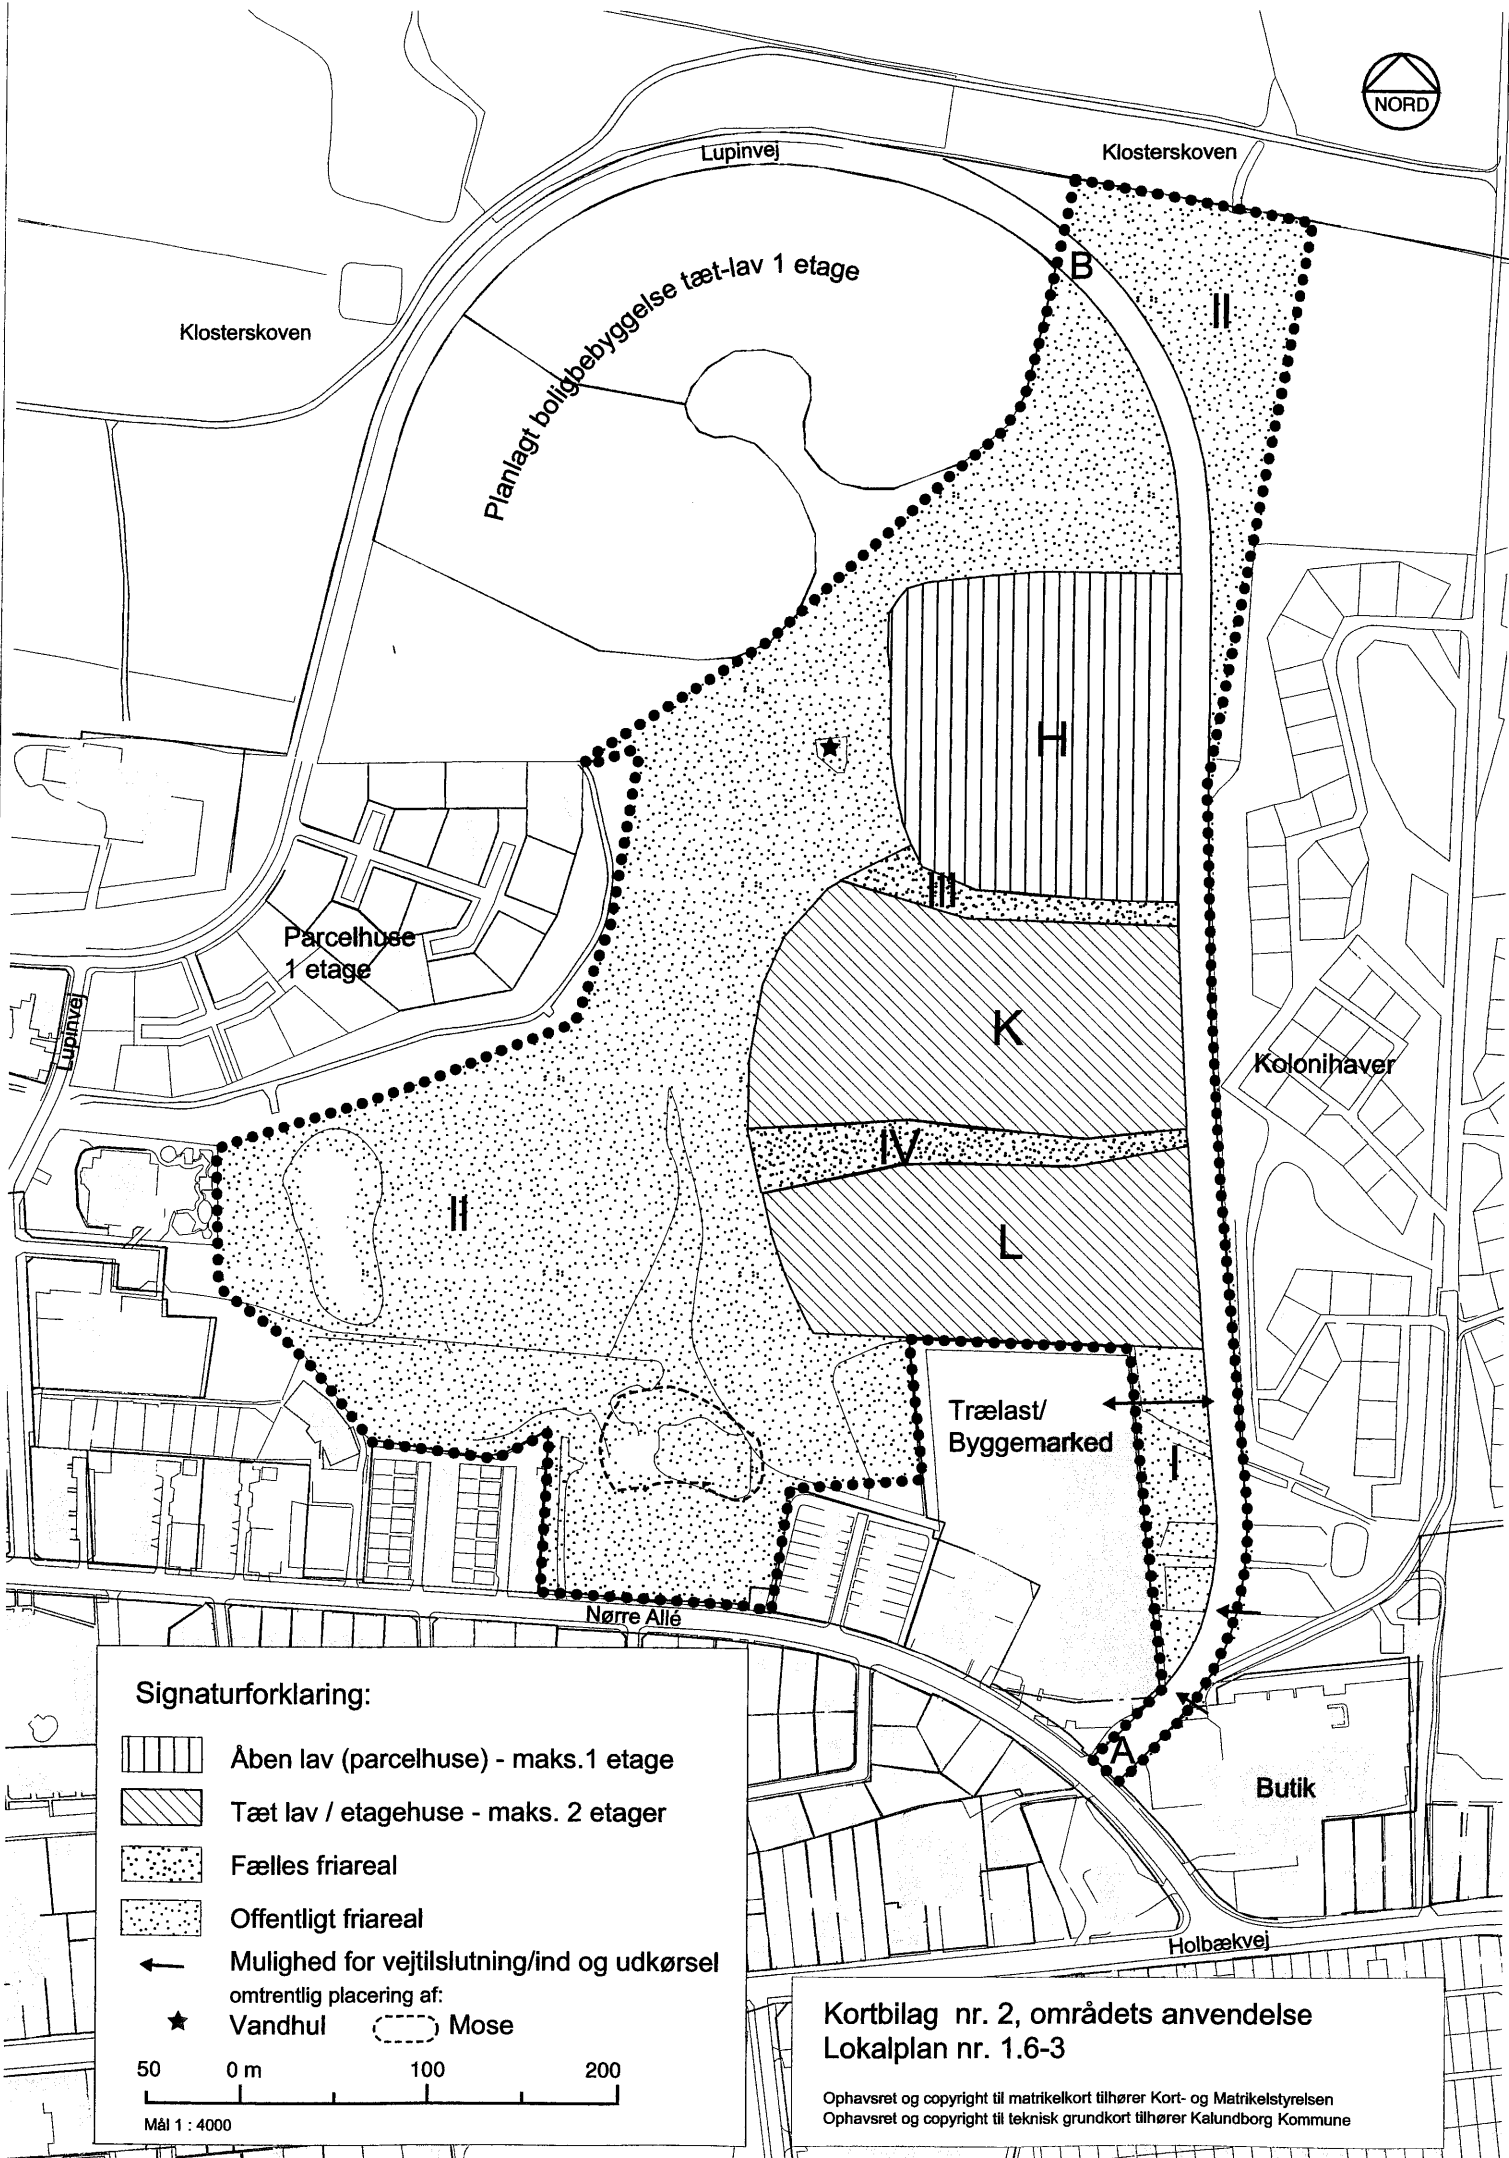 NORD
Lupinvej
Klosterskoven
B
II
Planlagt boligbebyggelse tæt-lav 1 etage
Klosterskoven
H
III
Parcelhuse
1 etage
Lupinvej
K
Kolonihaver
IV
II
L
Trælast/
Byggemarked
I
Nørre Allé
A
Butik
Holbækvej
Signaturforklaring:
Åben lav (parcelhuse) - maks.1 etage
Tæt lav / etagehuse - maks. 2 etager
Fælles friareal
Offentligt friareal
Mulighed for vejtilslutning/ind og udkørsel
omtrentlig placering af:
Vandhul Mose
50 0 m 100 200
Mål 1 : 4000
Kortbilag nr. 2, områdets anvendelse
Lokalplan nr. 1.6-3
Ophavsret og copyright til matrikelkort tilhører Kort- og Matrikelstyrelsen
Ophavsret og copyright til teknisk grundkort tilhører Kalundborg Kommune